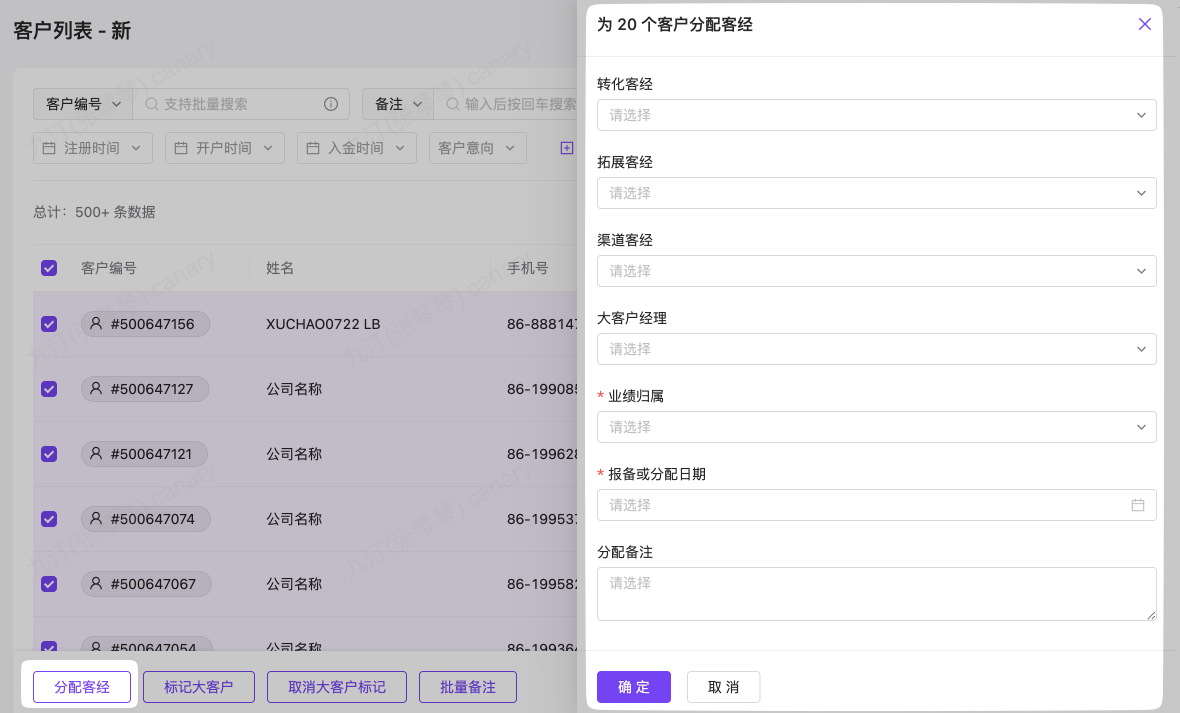 客户列表 - 新
客户编号 支持批量搜索 备注 输入后按回车搜索
注册时间 开户时间 入金时间 客户意向
总计：500+ 条数据
客户编号 姓名 手机号
#500647156 XUCHAO0722 LB 86-888147
#500647127 公司名称 86-199085
#500647121 公司名称 86-199628
#500647074 公司名称 86-199537
#500647067 公司名称 86-199582
#500647054 公司名称 86-199364
分配客经 标记大客户 取消大客户标记 批量备注
为 20 个客户分配客经
转化客经
请选择
拓展客经
请选择
渠道客经
请选择
大客户经理
请选择
* 业绩归属
请选择
* 报备或分配日期
请选择
分配备注
请选择
确 定 取 消